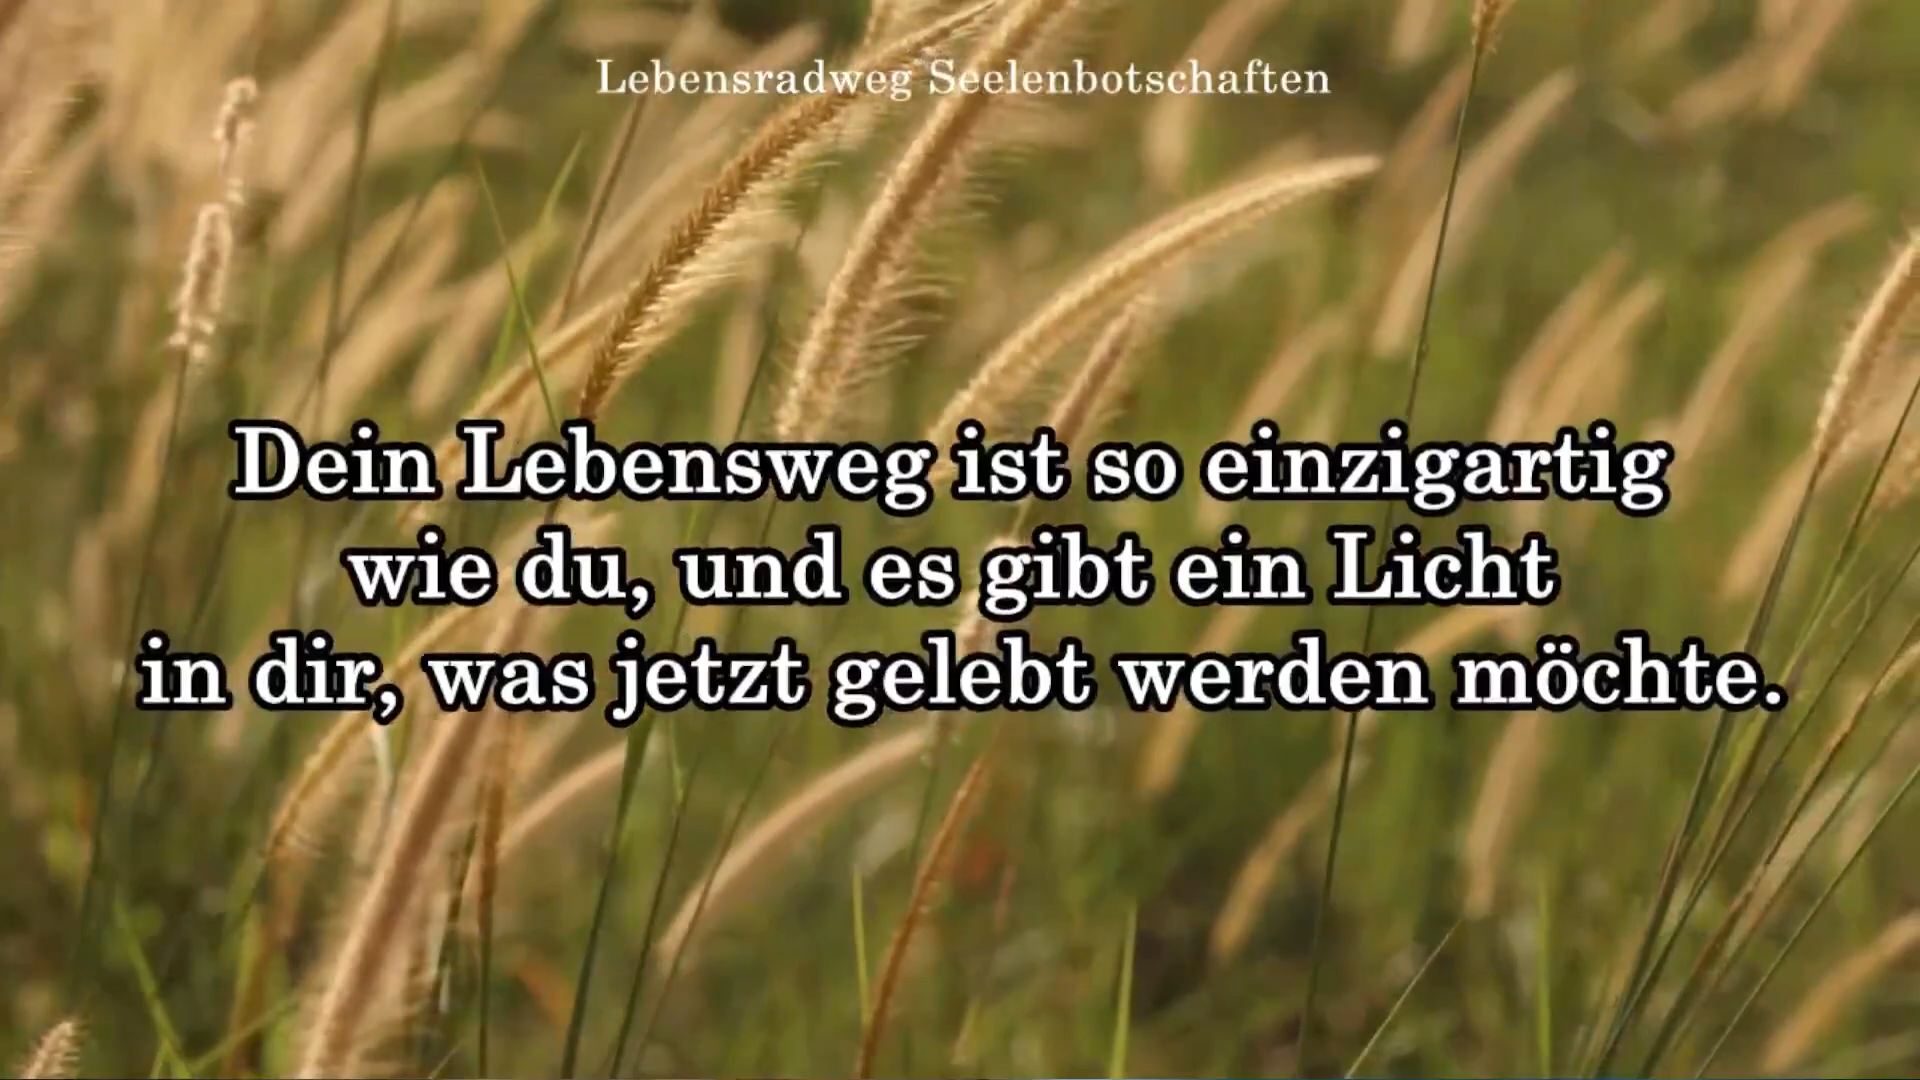 Lebensradweg Seelenbotschaften
Dein Lebensweg ist so einzigartig
wie du, und es gibt ein Licht
in dir, was jetzt gelebt werden möchte.